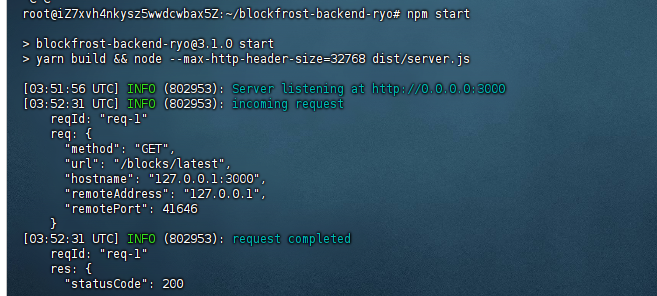 root@iZ7xvh4nkysz5wwdcwbax5Z:~/blockfrost-backend-ryo# npm start
> blockfrost-backend-ryo@3.1.0 start
> yarn build && node --max-http-header-size=32768 dist/server.js
[03:51:56 UTC] INFO (802953): Server listening at http://0.0.0.0:3000
[03:52:31 UTC] INFO (802953): incoming request
reqId: "req-1"
req: {
"method": "GET",
"url": "/blocks/latest",
"hostname": "127.0.0.1:3000",
"remoteAddress": "127.0.0.1",
"remotePort": 41646
}
[03:52:31 UTC] INFO (802953): request completed
reqId: "req-1"
res: {
"statusCode": 200